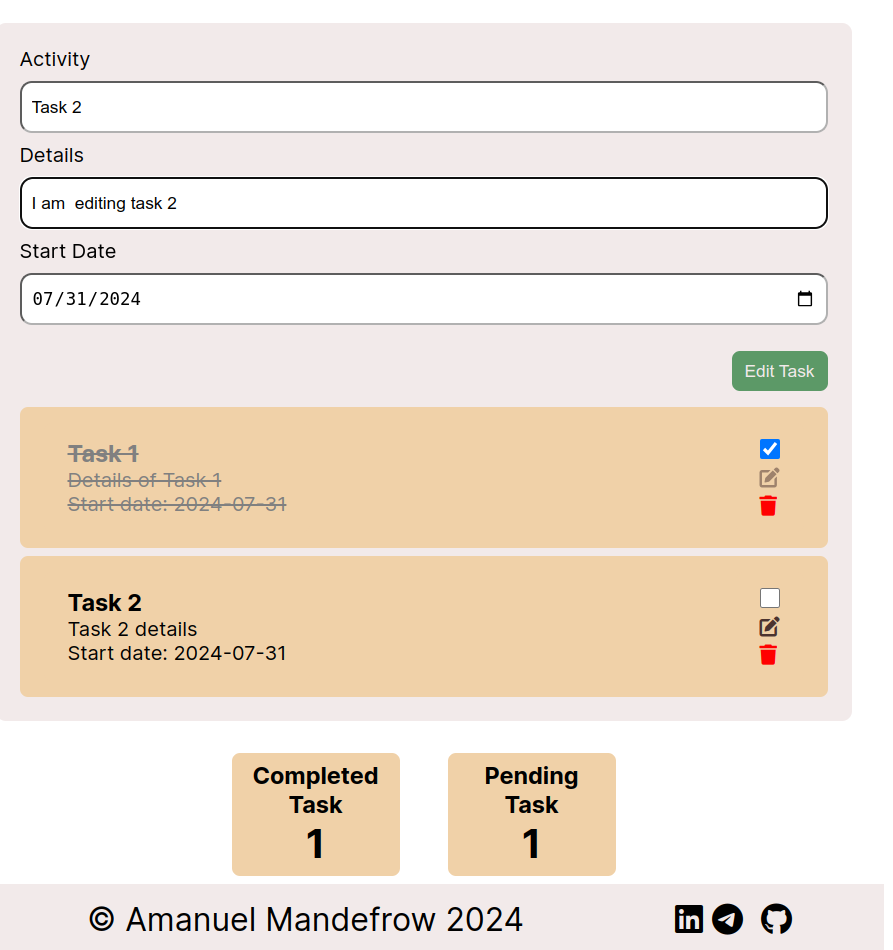 Activity
Task 2
Details
I am  editing task 2
Start Date
07/31/2024
Edit Task
Task 1
Details of Task 1
Start date: 2024-07-31
Task 2
Task 2 details
Start date: 2024-07-31
Completed
Task
1
Pending
Task
1
© Amanuel Mandefrow 2024
in